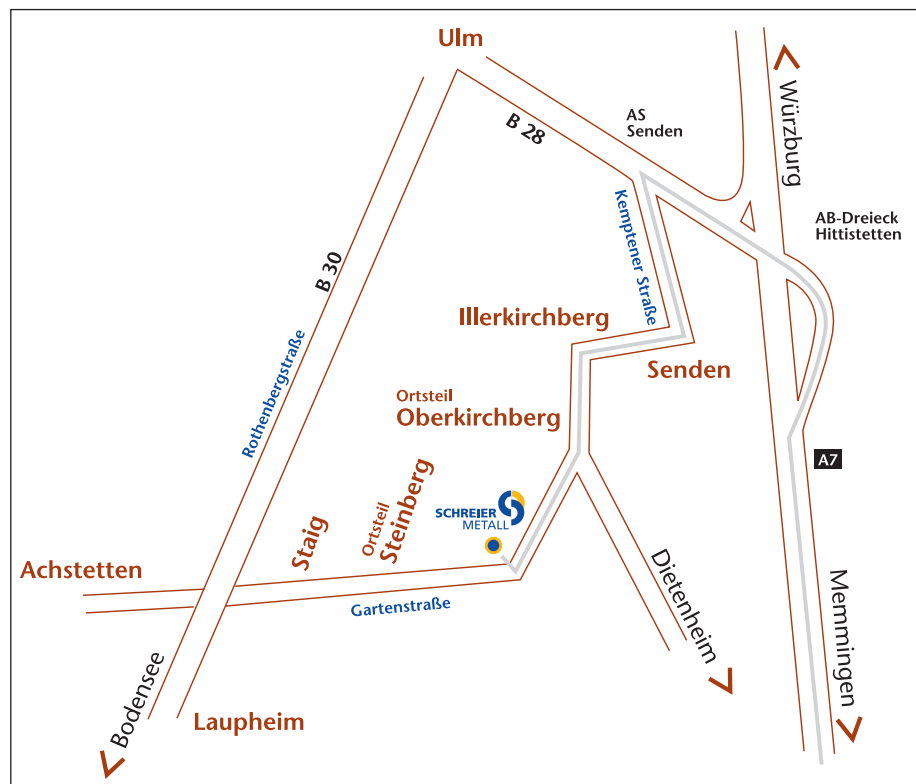 Ulm
B 28
AS
Senden
Würzburg
AB-Dreieck
Hittistetten
Kemptener Straße
B 30
Rothenbergstraße
Illerkirchberg
Senden
Ortsteil
Oberkirchberg
A7
Ortsteil
Steinberg
Staig
SCHREIER
METALL
Achstetten
Gartenstraße
Dietenheim
Memmingen
Bodensee
Laupheim